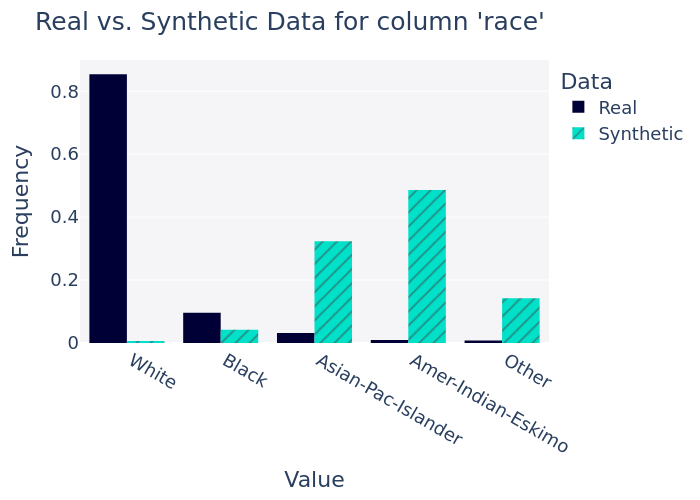 Real vs. Synthetic Data for column 'race'
Data
Real
Synthetic
Frequency
0.8
0.6
0.4
0.2
0
White
Black
Asian-Pac-Islander
Amer-Indian-Eskimo
Other
Value